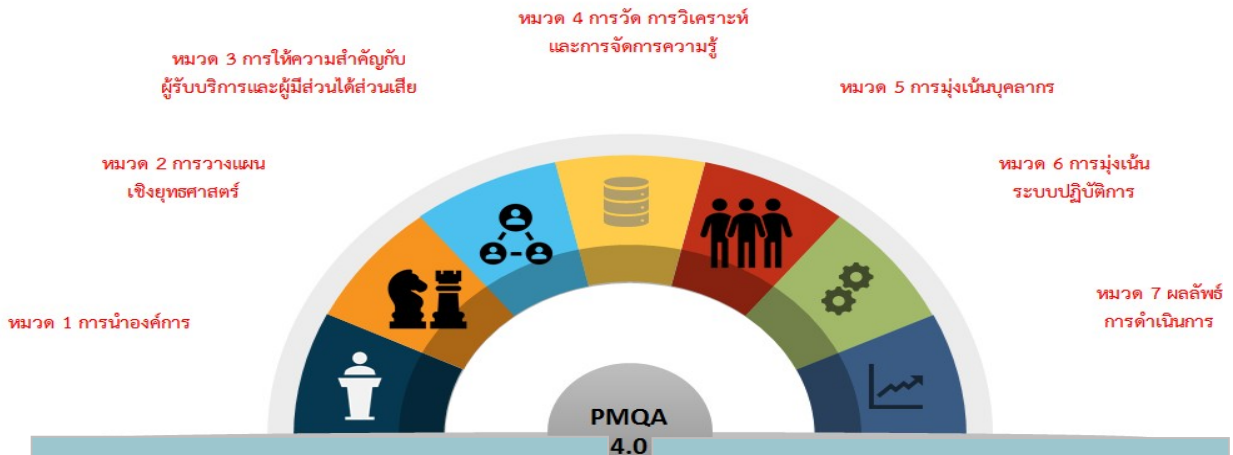 หมวด 4 การวัด การวิเคราะห์
และการจัดการความรู้
หมวด 3 การให้ความสำคัญกับ
ผู้รับบริการและผู้มีส่วนได้ส่วนเสีย
หมวด 5 การมุ่งเน้นบุคลากร
หมวด 2 การวางแผน
เชิงยุทธศาสตร์
หมวด 6 การมุ่งเน้น
ระบบปฏิบัติการ
หมวด 1 การนำองค์การ
หมวด 7 ผลลัพธ์
การดำเนินการ
PMQA
4.0